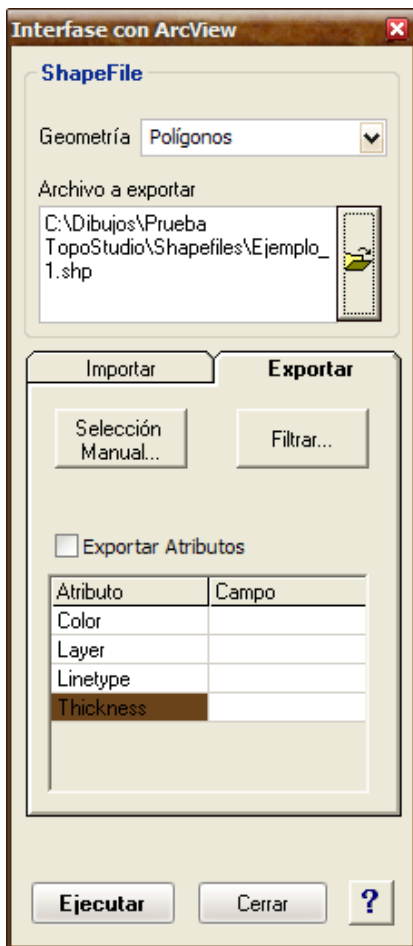 Interfase con ArcView
ShapeFile
Geometría Polígonos
Archivo a exportar
C:\Dibujos\Prueba
TopoStudio\Shapefiles\Ejemplo_
1.shp
Importar Exportar
Selección
Manual...
Filtrar...
Exportar Atributos
Atributo Campo
Color
Layer
Linetype
Thickness
Ejecutar Cerrar ?